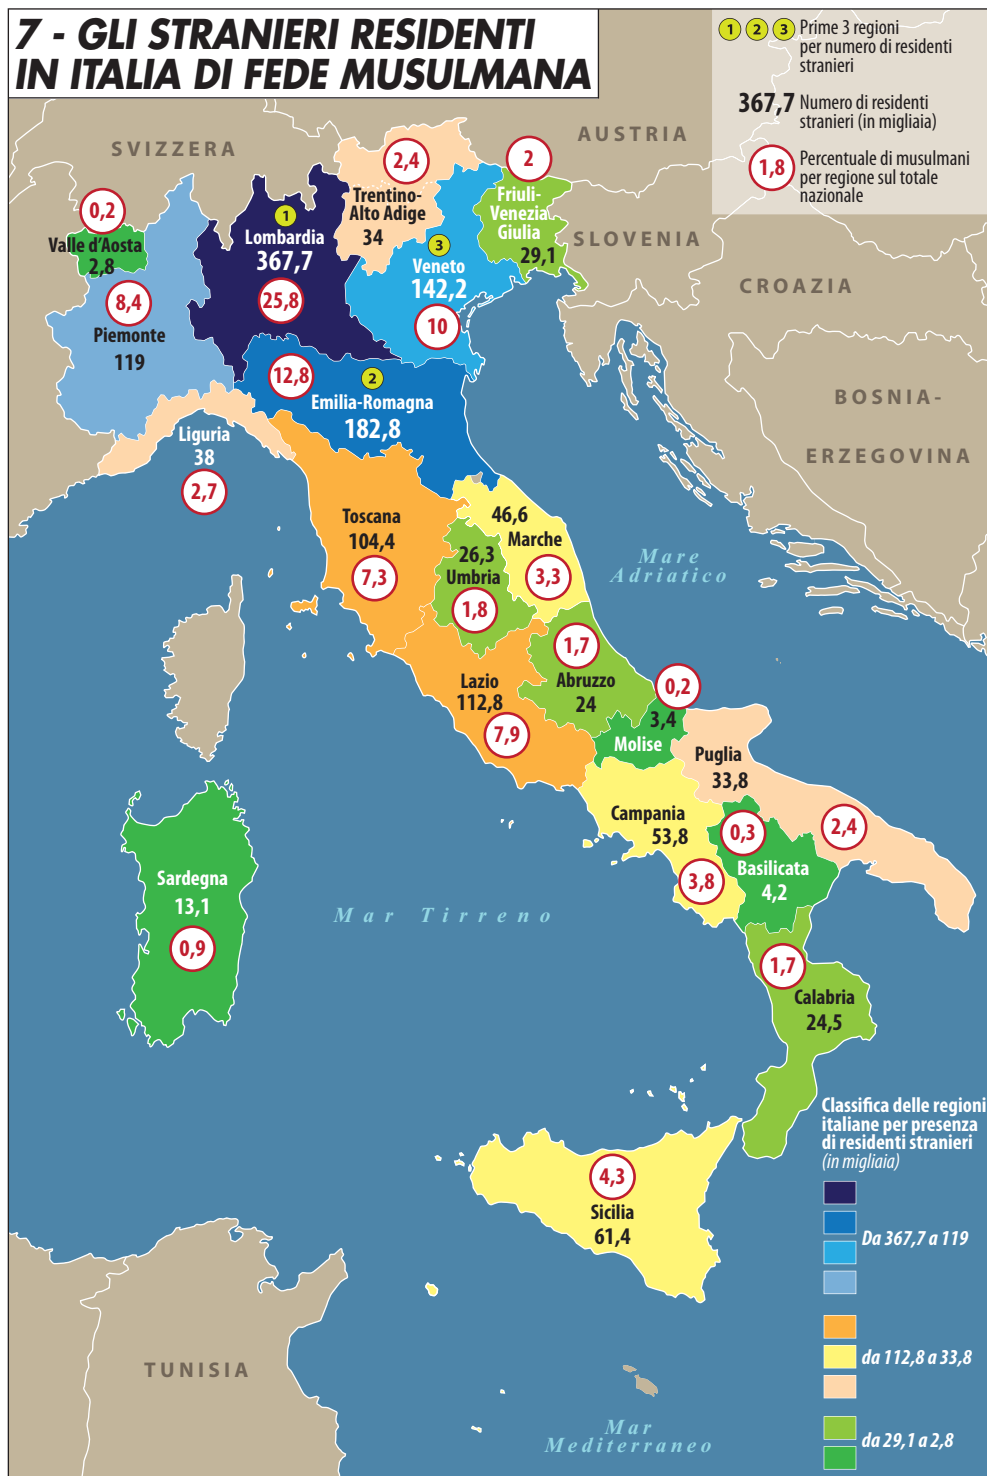 7 - GLI STRANIERI RESIDENTI
IN ITALIA DI FEDE MUSULMANA
1 2 3 Prime 3 regioni
per numero di residenti
stranieri
367,7 Numero di residenti
stranieri (in migliaia)
1,8 Percentuale di musulmani
per regione sul totale
nazionale
SVIZZERA
AUSTRIA
SLOVENIA
CROAZIA
BOSNIA-
ERZEGOVINA
0,2
Valle d'Aosta
2,8
8,4
Piemonte
119
1
Lombardia
367,7
25,8
2,4
Trentino-
Alto Adige
34
2
Friuli-
Venezia
Giulia
29,1
3
Veneto
142,2
10
12,8
2
Emilia-Romagna
182,8
Liguria
38
2,7
Toscana
104,4
7,3
46,6
Marche
3,3
26,3
Umbria
1,8
Mare
Adriatico
Lazio
112,8
7,9
1,7
Abruzzo
24
0,2
3,4
Molise
Puglia
33,8
2,4
Campania
53,8
3,8
0,3
Basilicata
4,2
Sardegna
13,1
0,9
Mar Tirreno
1,7
Calabria
24,5
4,3
Sicilia
61,4
TUNISIA
Mar
Mediterraneo
Classifica delle regioni
italiane per presenza
di residenti stranieri
(in migliaia)
Da 367,7 a 119
da 112,8 a 33,8
da 29,1 a 2,8